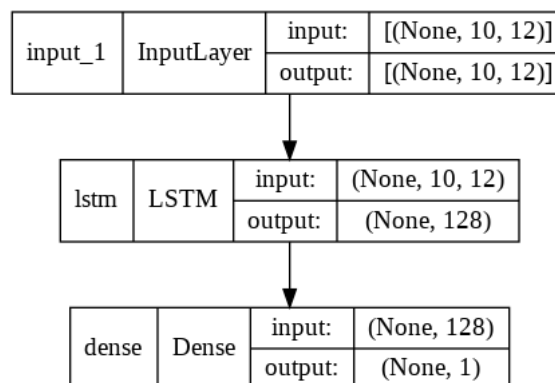 input_1 InputLayer input: [(None, 10, 12)]
output: [(None, 10, 12)]
lstm LSTM input: (None, 10, 12)
output: (None, 128)
dense Dense input: (None, 128)
output: (None, 1)